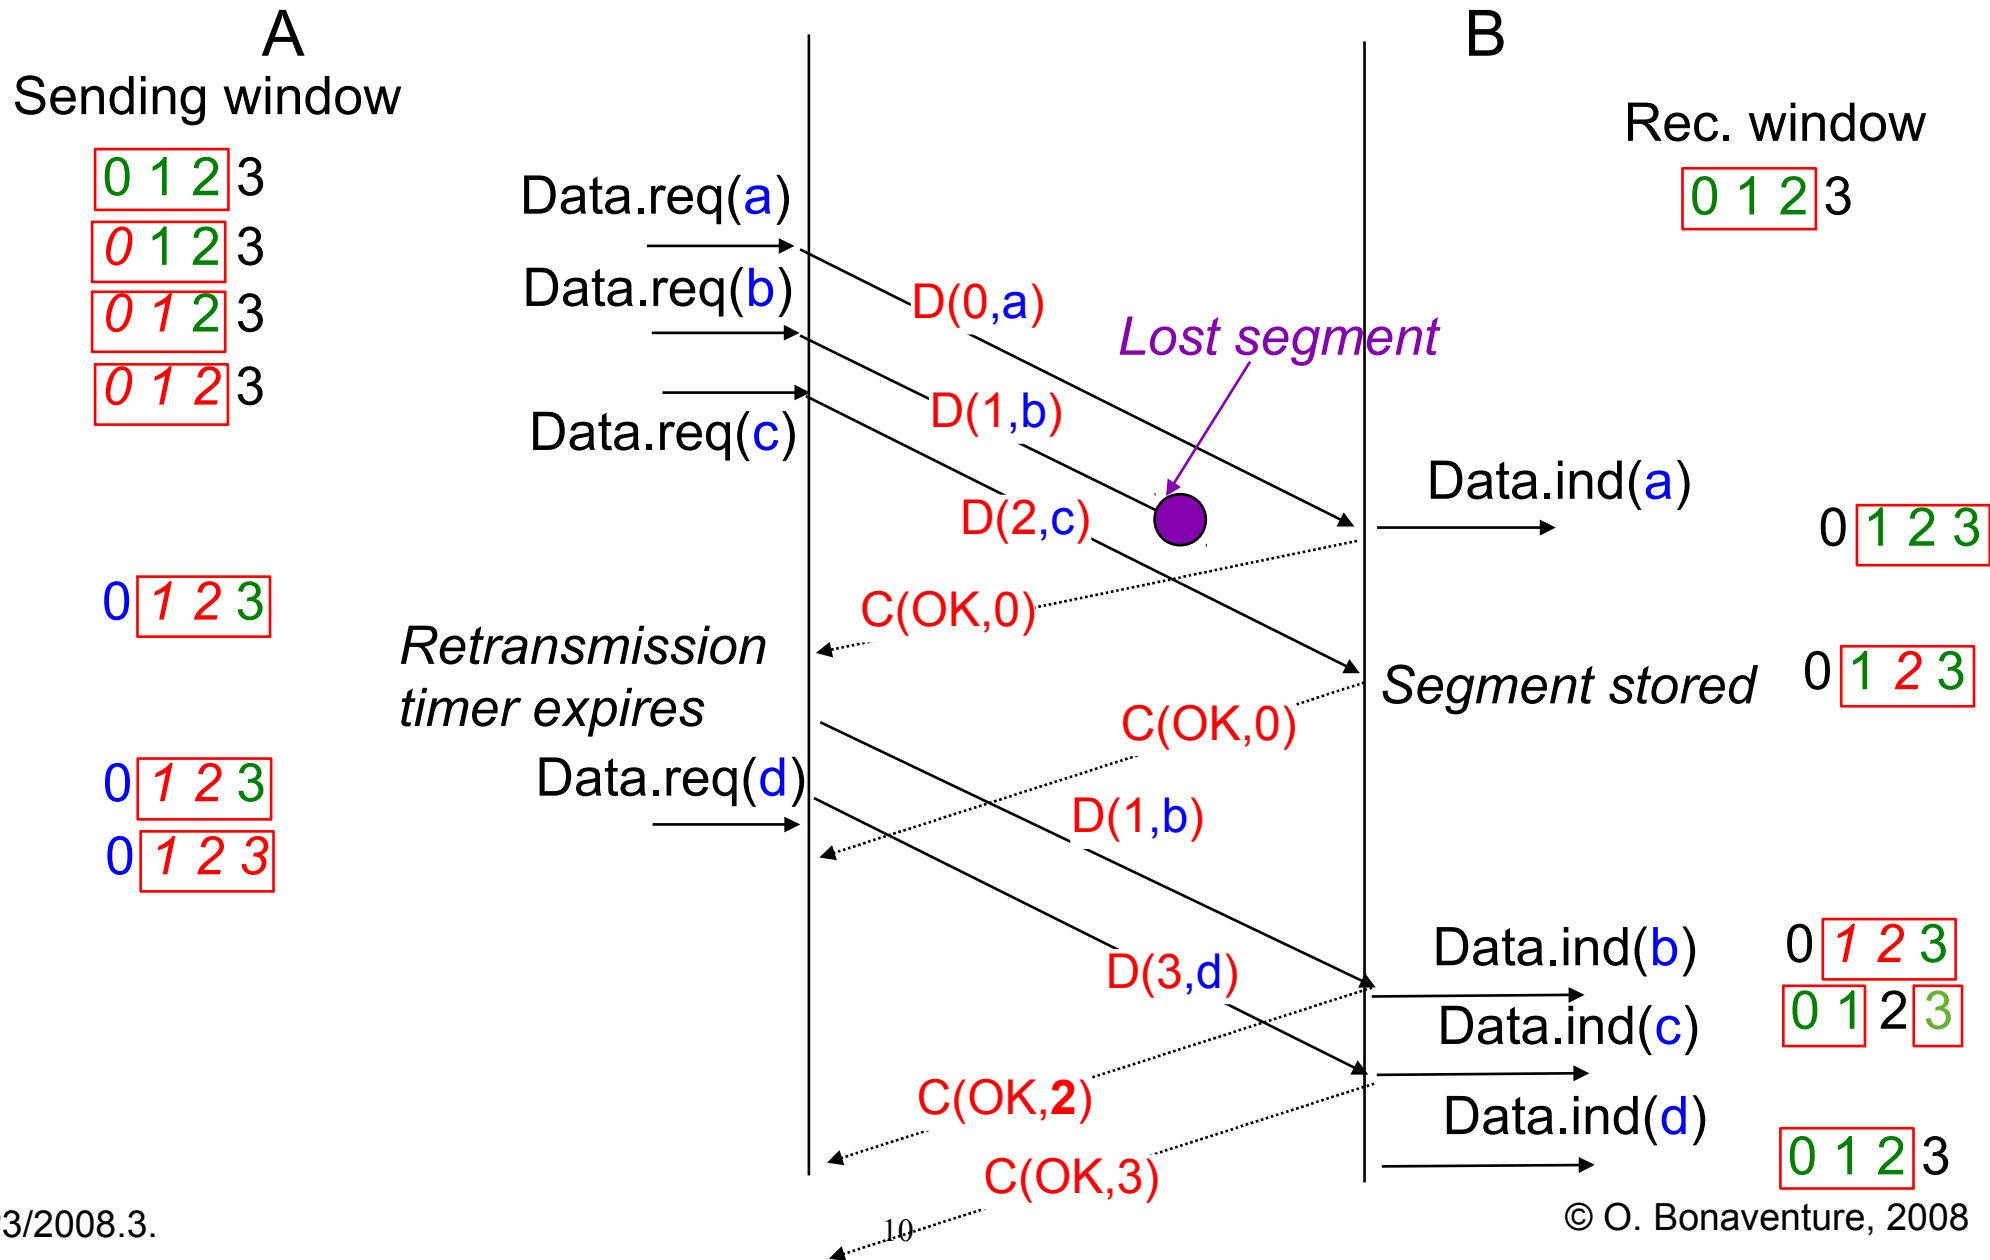 A
B
Sending window
Rec. window
0 1 2 3
0 1 2 3
Data.req(a)
0 1 2 3
Data.req(b)
D(0,a)
0 1 2 3
Lost segment
0 1 2 3
D(1,b)
Data.req(c)
Data.ind(a)
D(2,c)
0 1 2 3
0 1 2 3
C(OK,0)
Retransmission
timer expires
Segment stored
0 1 2 3
C(OK,0)
0 1 2 3
Data.req(d)
D(1,b)
0 1 2 3
Data.ind(b)
0 1 2 3
D(3,d)
Data.ind(c)
0 1 2 3
C(OK,2)
Data.ind(d)
0 1 2 3
C(OK,3)
3/2008.3.
10
© O. Bonaventure, 2008